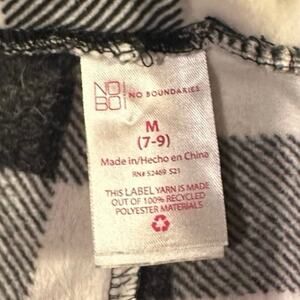 NO
BO
NO BOUNDARIES
M
(7-9)
Made in/Hecho en China
RN# 52469 S21
THIS LABEL YARN IS MADE
OUT OF 100% RECYCLED
POLYESTER MATERIALS